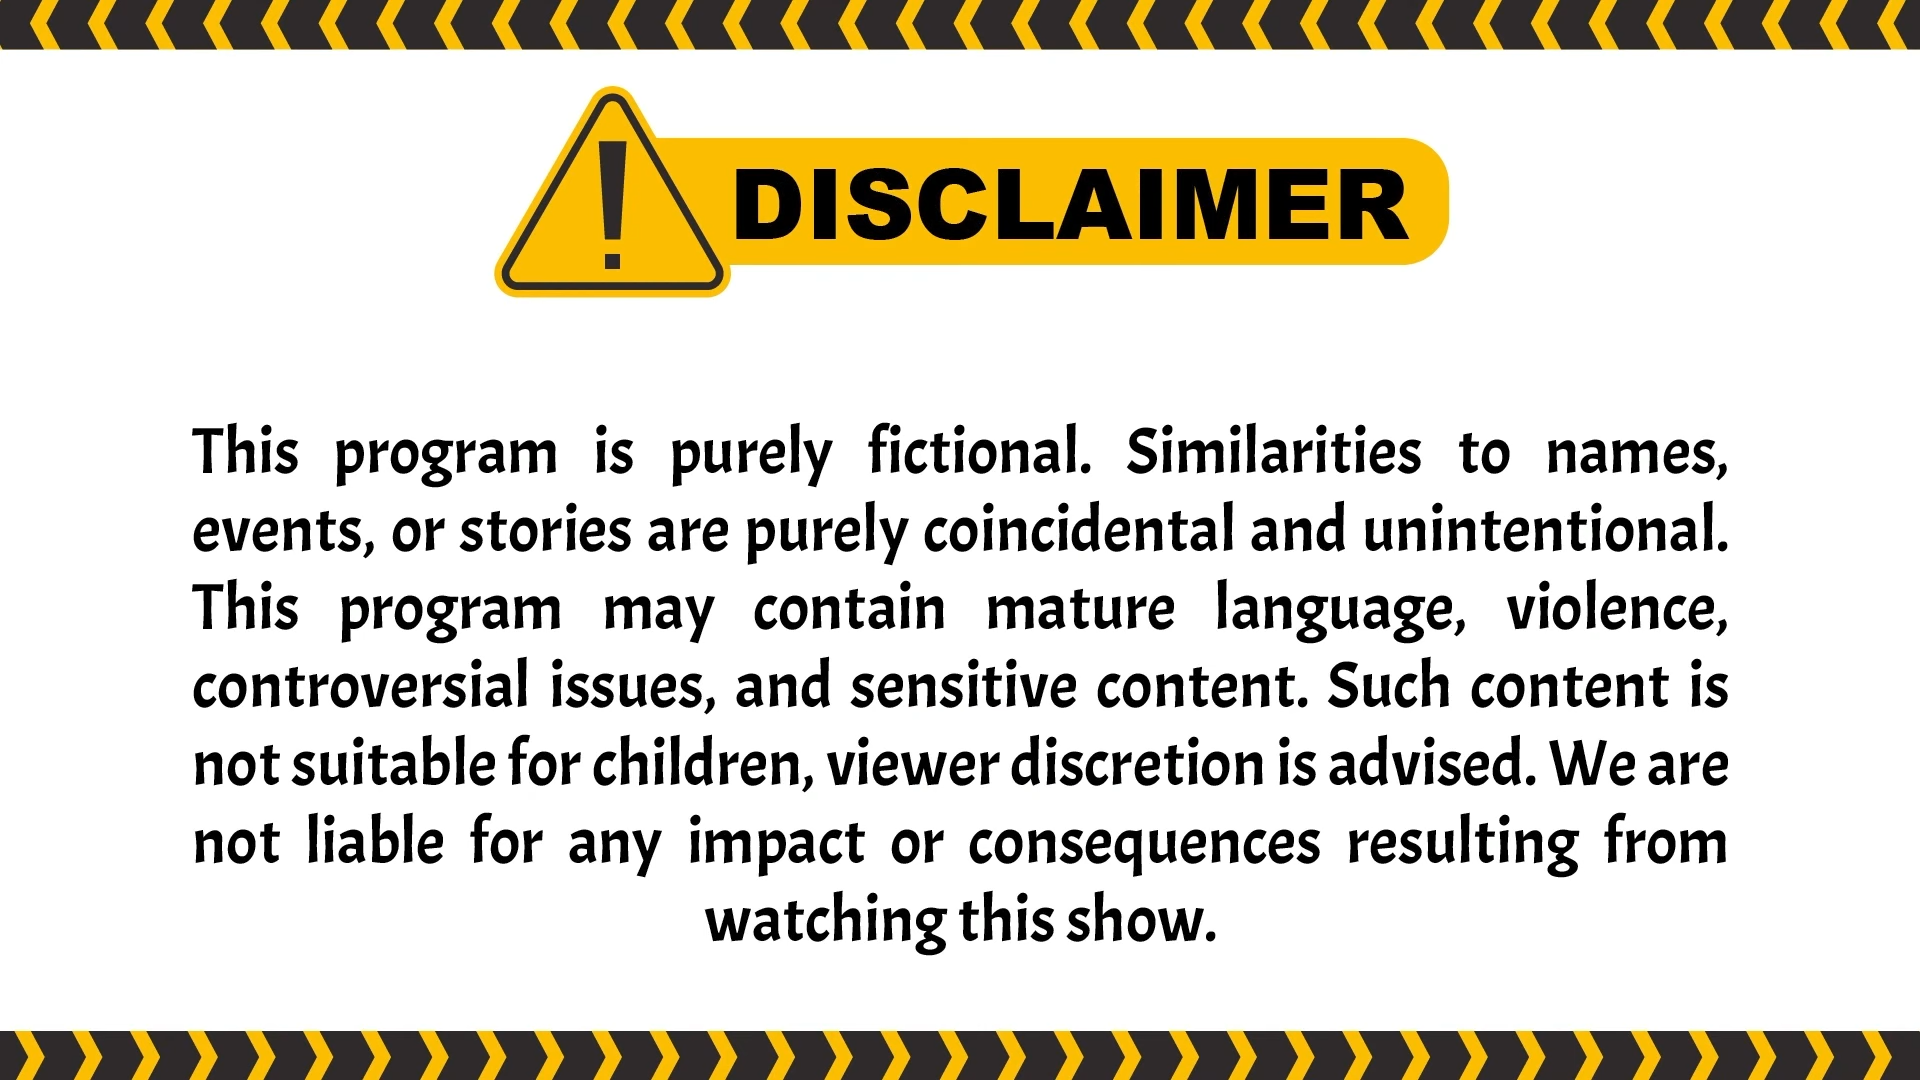 DISCLAIMER
This program is purely fictional. Similarities to names,
events, or stories are purely coincidental and unintentional.
This program may contain mature language, violence,
controversial issues, and sensitive content. Such content is
not suitable for children, viewer discretion is advised. We are
not liable for any impact or consequences resulting from
watching this show.